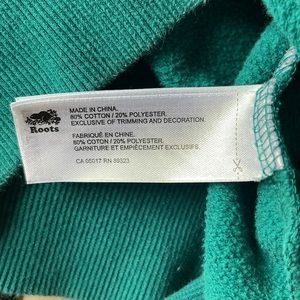 Roots
MADE IN CHINA.
80% COTTON / 20% POLYESTER.
EXCLUSIVE OF TRIMMING AND DECORATION.
FABRIQUÉ EN CHINE.
80% COTON / 20% POLYESTER.
GARNITURE ET EMPIÈCEMENT EXCLUSIFS.
CA 05017 RN 89323